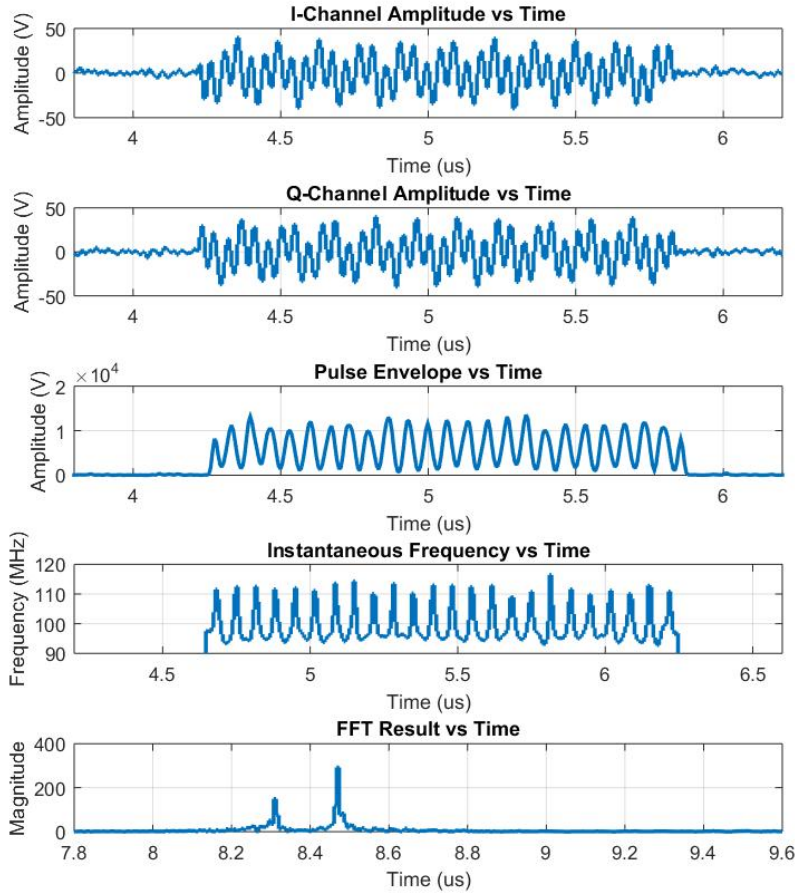 I-Channel Amplitude vs Time
Amplitude (V)
50
0
-50
4 4.5 5 5.5 6
Time (us)
Q-Channel Amplitude vs Time
Amplitude (V)
50
0
-50
4 4.5 5 5.5 6
Time (us)
Pulse Envelope vs Time
×10^4
Amplitude (V)
2
1
0
4 4.5 5 5.5 6
Time (us)
Instantaneous Frequency vs Time
Frequency (MHz)
120
110
100
90
4.5 5 5.5 6 6.5
Time (us)
FFT Result vs Time
Magnitude
400
200
0
7.8 8 8.2 8.4 8.6 8.8 9 9.2 9.4 9.6
Time (us)